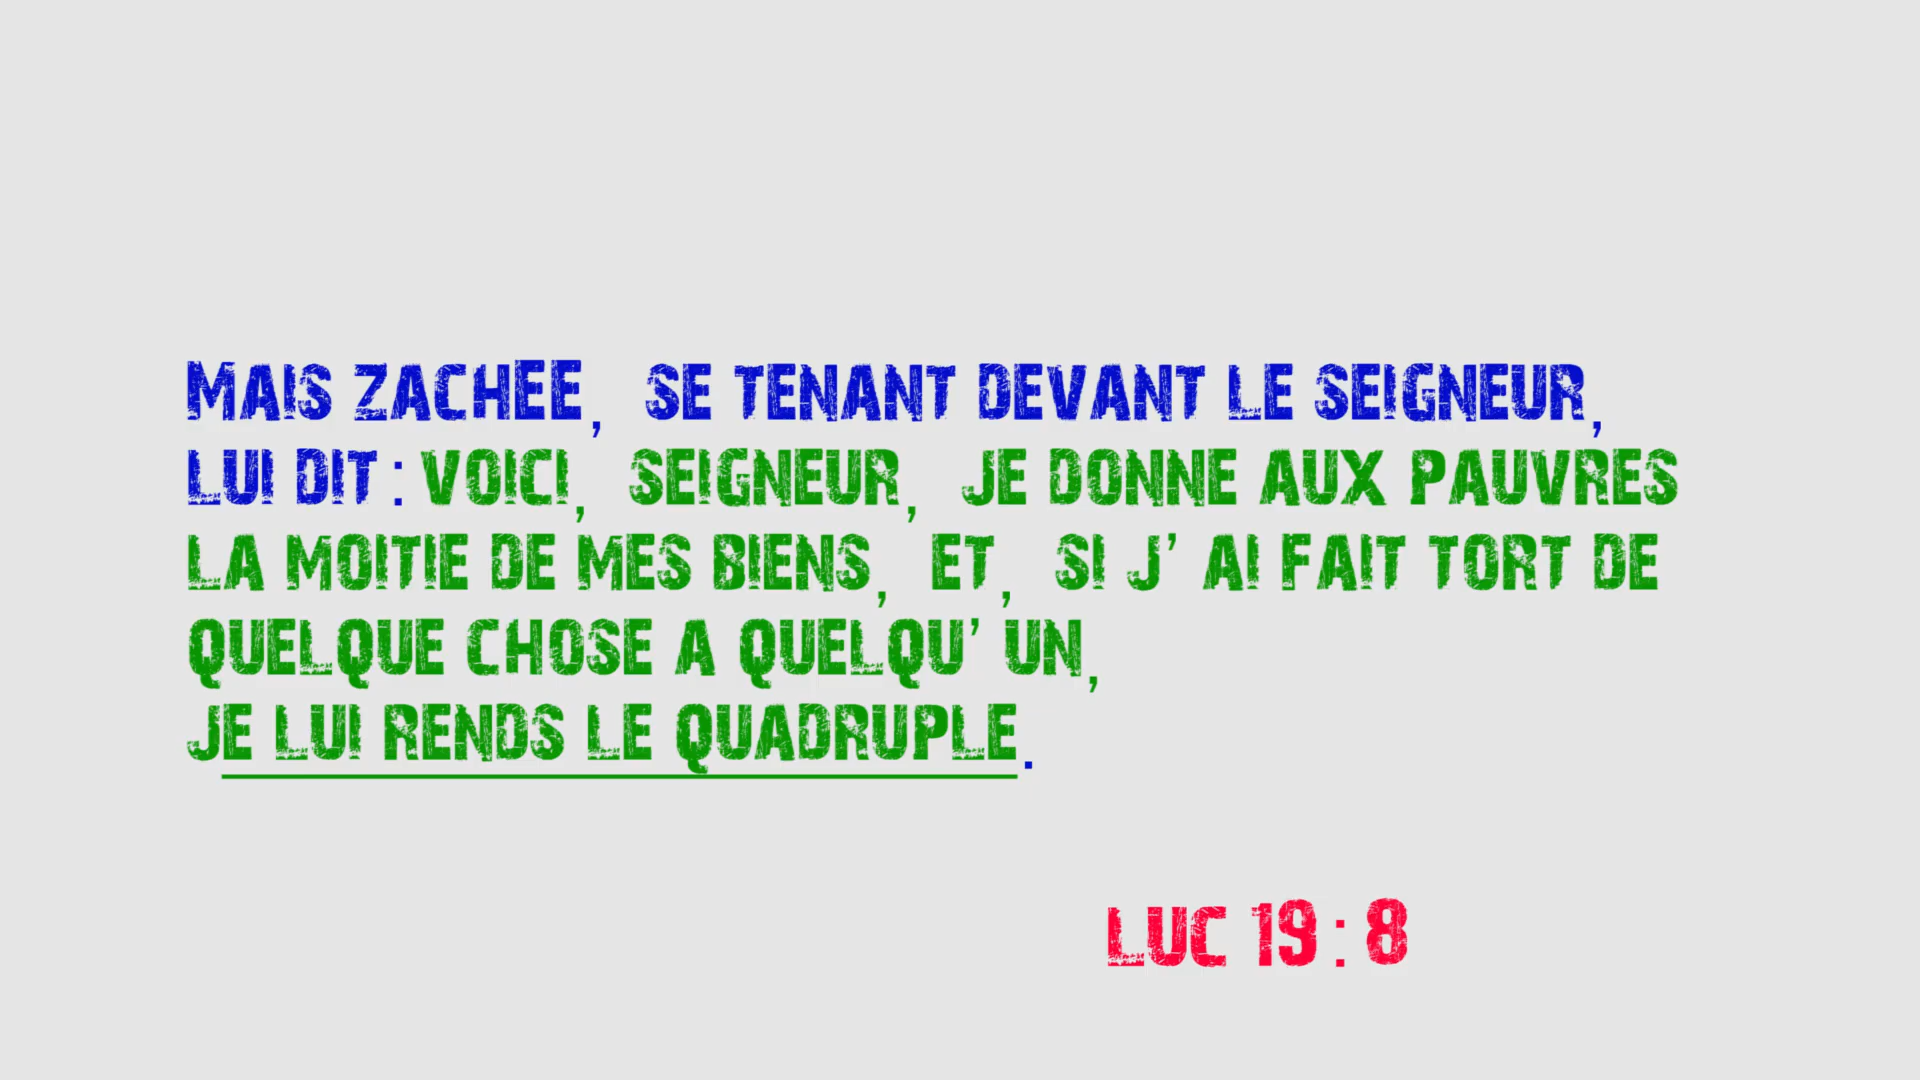 MAIS ZACHEE, SE TENANT DEVANT LE SEIGNEUR,
LUI DIT : VOICI, SEIGNEUR, JE DONNE AUX PAUVRES
LA MOITIE DE MES BIENS, ET, SI J' AI FAIT TORT DE
QUELQUE CHOSE A QUELQU' UN,
JE LUI RENDS LE QUADRUPLE.
LUC 19 : 8